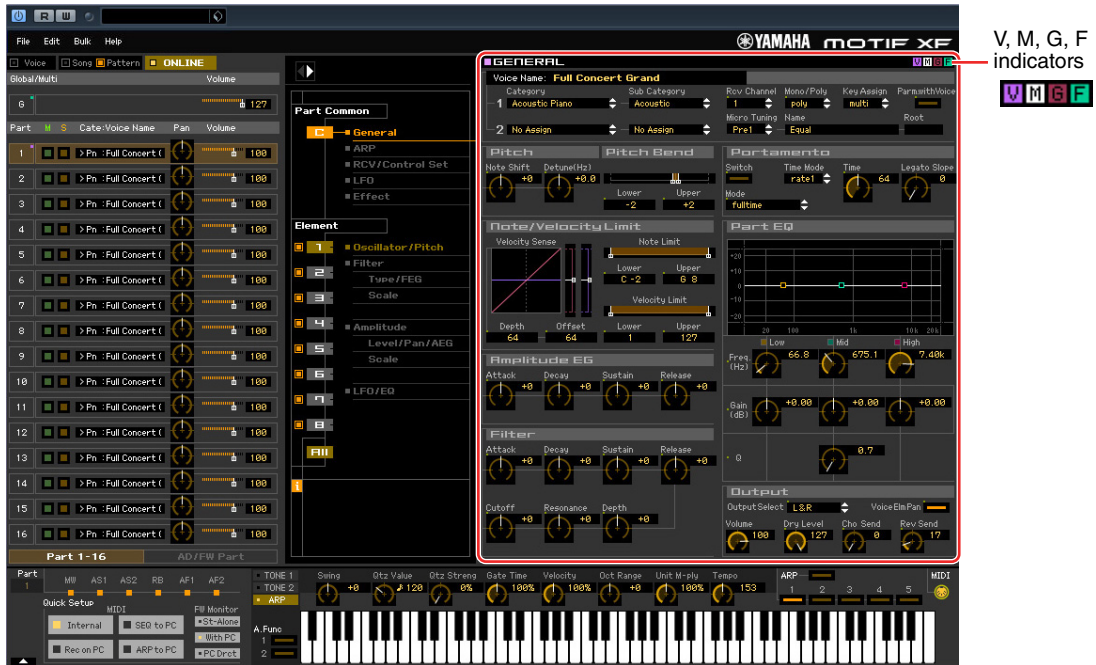 R W
File Edit Bulk Help
YAMAHA MOTIF XF
Voice Song Pattern ONLINE
Global/Multi Volume
G 127
Part M S Cate:Voice Name Pan Volume
1 > Pn :Full Concert ( 100
2 > Pn :Full Concert ( 100
3 > Pn :Full Concert ( 100
4 > Pn :Full Concert ( 100
5 > Pn :Full Concert ( 100
6 > Pn :Full Concert ( 100
7 > Pn :Full Concert ( 100
8 > Pn :Full Concert ( 100
9 > Pn :Full Concert ( 100
10 > Pn :Full Concert ( 100
11 > Pn :Full Concert ( 100
12 > Pn :Full Concert ( 100
13 > Pn :Full Concert ( 100
14 > Pn :Full Concert ( 100
15 > Pn :Full Concert ( 100
16 > Pn :Full Concert ( 100
Part 1-16 AD/FW Part
Part Common
C General
ARP
RCV/Control Set
LFO
Effect
Element
1 Oscillator/Pitch
2 Filter
Type/FEG
3 Scale
4 Amplitude
5 Level/Pan/AEG
Scale
6
7 LFO/EQ
8
All
i
GENERAL V M G F
Voice Name: Full Concert Grand
Category Sub Category Rcv Channel Mono/Poly Key Assign ParmwithVoice
1 Acoustic Piano Acoustic 1 poly multi
Micro Tuning Name Root
2 No Assign No Assign Pre1 Equal
Pitch Pitch Bend
Note Shift Detune(Hz)
+0 +0.0
Lower Upper
-2 +2
Portamento
Switch Time Mode Time Legato Slope
rate1 64 0
Mode
fulltime
Note/Velocity Limit
Velocity Sense Note Limit
Lower Upper
C -2 G 8
Velocity Limit
Depth Offset Lower Upper
64 64 1 127
Part EQ
+20
+10
0
-10
-20
20 100 1k 10k 20k
Low Mid High
Freq. (Hz) 66.8 675.1 7.40k
Gain (dB) +0.00 +0.00 +0.00
Q 0.7
Amplitude EG
Attack Decay Sustain Release
+0 +0 +0 +0
Filter
Attack Decay Sustain Release
+0 +0 +0 +0
Cutoff Resonance Depth
+0 +0 +0
Output
OutputSelect L&R VoiceElmPan
Volume Dry Level Cho Send Rev Send
100 127 0 17
V, M, G, F
indicators
V M G F
Part MW AS1 AS2 RB AF1 AF2
1
Quick Setup MIDI FW Monitor
Internal SEQ to PC St-Alone
With PC
Rec on PC ARP to PC PC Drct
TONE 1
TONE 2
ARP
Swing Qtz Value Qtz Streng Gate Time Velocity Oct Range Unit M-ply Tempo
+0 120 0% 100% 100% +0 100% 153
ARP
1 2 3 4 5
MIDI
A.Func
1
2